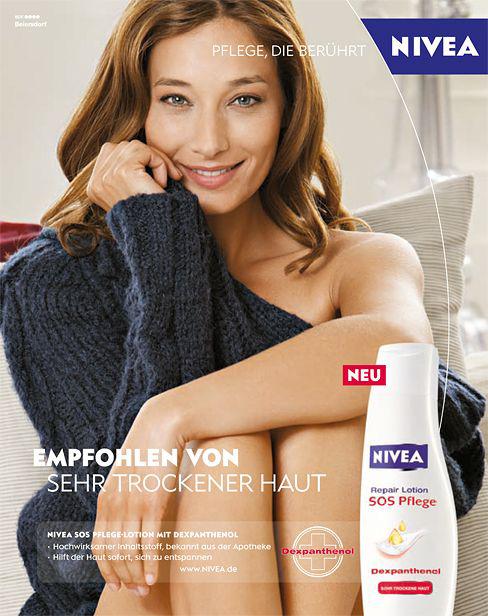 Beiersdorf
PFLEGE, DIE BERÜHRT
NIVEA
NEU
EMPFOHLEN VON
SEHR TROCKENER HAUT
NIVEA SOS PFLEGE-LOTION MIT DEXPANTHENOL
• Hochwirksamer Inhaltsstoff, bekannt aus der Apotheke
• Hilft der Haut sofort, sich zu entspannen
www.NIVEA.de
Dexpanthenol
NIVEA
Repair Lotion
SOS Pflege
Dexpanthenol
SEHR TROCKENE HAUT